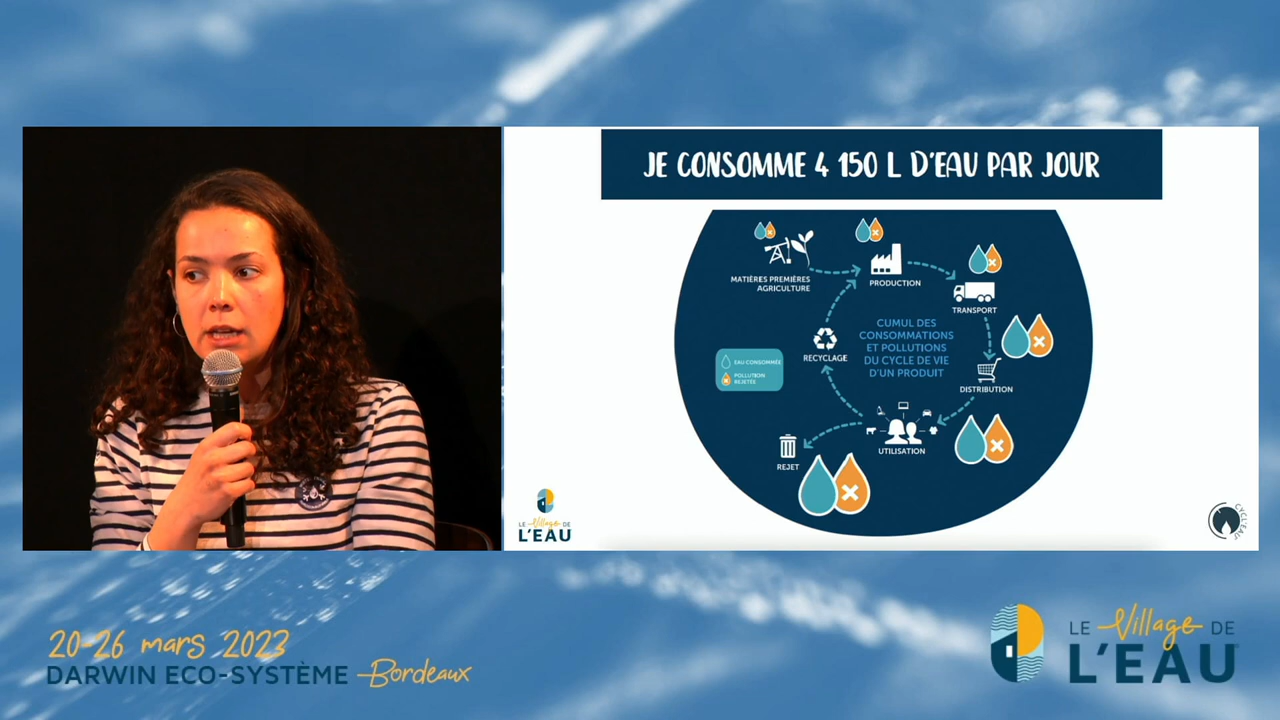 JE CONSOMME 4 150 L D'EAU PAR JOUR
MATIÈRES PREMIÈRES
AGRICULTURE
PRODUCTION
TRANSPORT
CUMUL DES
CONSOMMATIONS
ET POLLUTIONS
DU CYCLE DE VIE
D'UN PRODUIT
RECYCLAGE
EAU CONSOMMÉE
POLLUTION
REJETÉE
DISTRIBUTION
UTILISATION
REJET
LE Village DE
L'EAU
CYCL'EAU
20-26 mars 2023
DARWIN ECO-SYSTÈME Bordeaux
LE Village DE
L'EAU